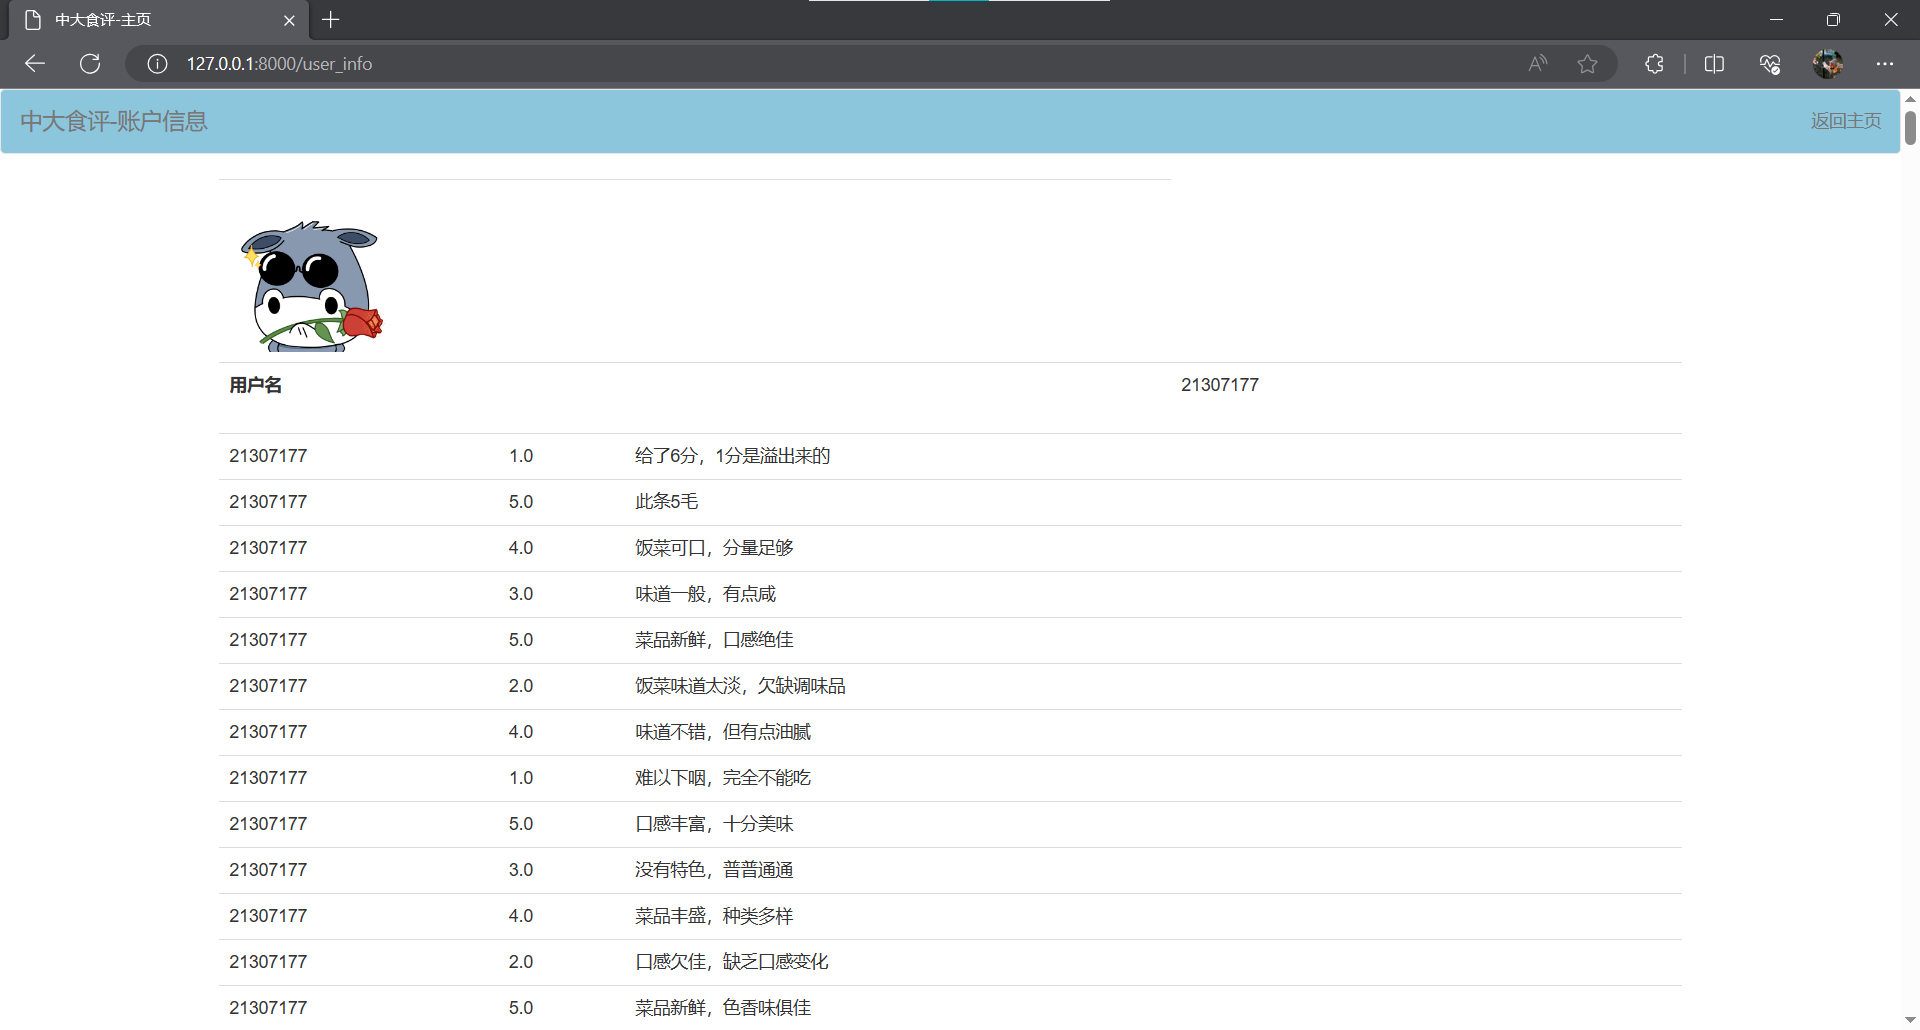 中大食评-主页
127.0.0.1:8000/user_info
中大食评-账户信息 返回主页
用户名 21307177
21307177 1.0 给了6分，1分是溢出来的
21307177 5.0 此条5毛
21307177 4.0 饭菜可口，分量足够
21307177 3.0 味道一般，有点咸
21307177 5.0 菜品新鲜，口感绝佳
21307177 2.0 饭菜味道太淡，欠缺调味品
21307177 4.0 味道不错，但有点油腻
21307177 1.0 难以下咽，完全不能吃
21307177 5.0 口感丰富，十分美味
21307177 3.0 没有特色，普普通通
21307177 4.0 菜品丰盛，种类多样
21307177 2.0 口感欠佳，缺乏口感变化
21307177 5.0 菜品新鲜，色香味俱佳